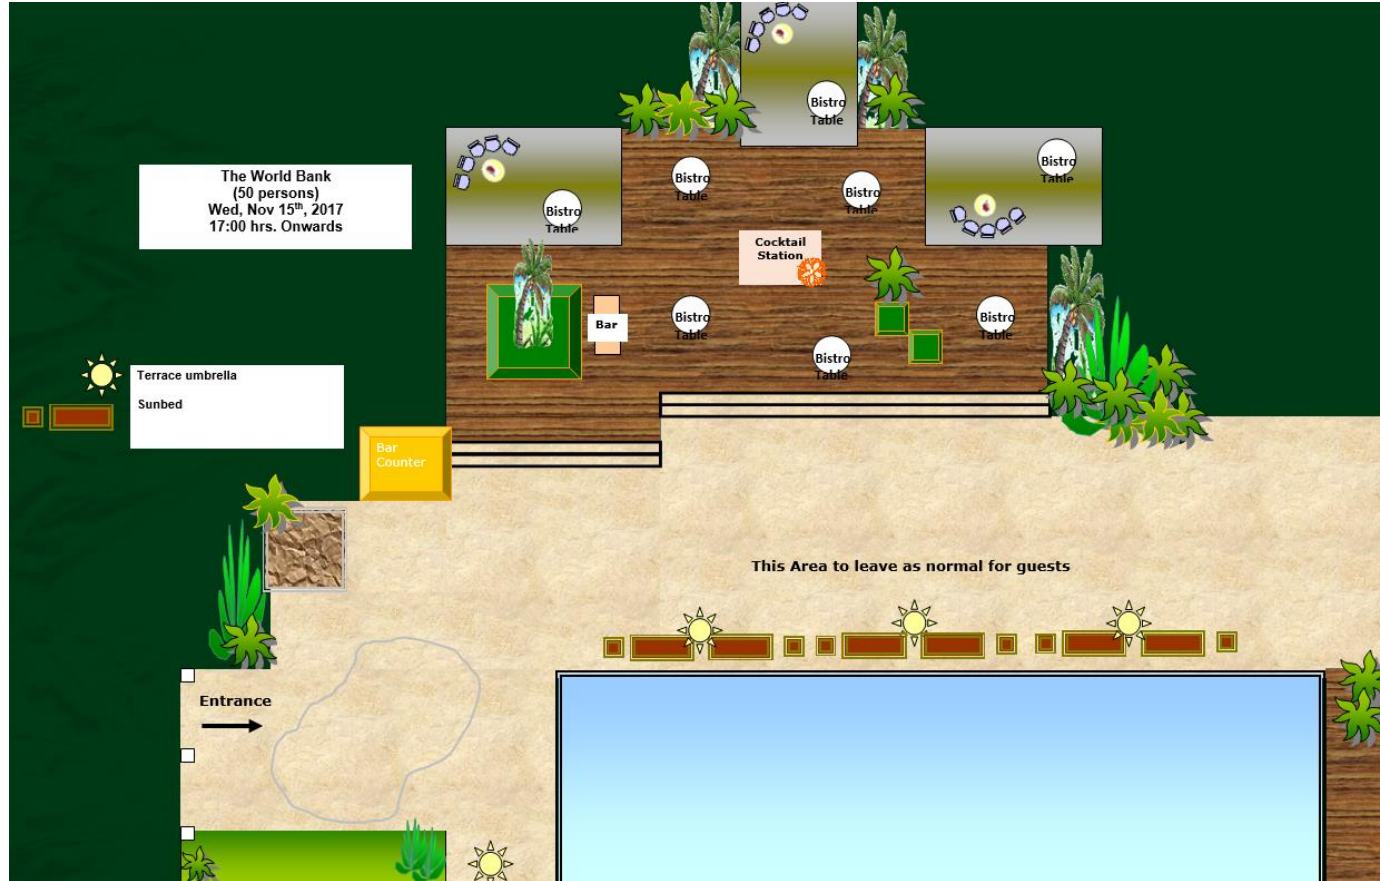 Bistro
Table
The World Bank
(50 persons)
Wed, Nov 15th, 2017
17:00 hrs. Onwards
Bistro
Table
Bistro
Table
Bistro
Table
Bistro
Table
Cocktail
Station
Bar
Bistro
Table
Bistro
Table
Bistro
Table
Terrace umbrella
Sunbed
Bar
Counter
This Area to leave as normal for guests
Entrance